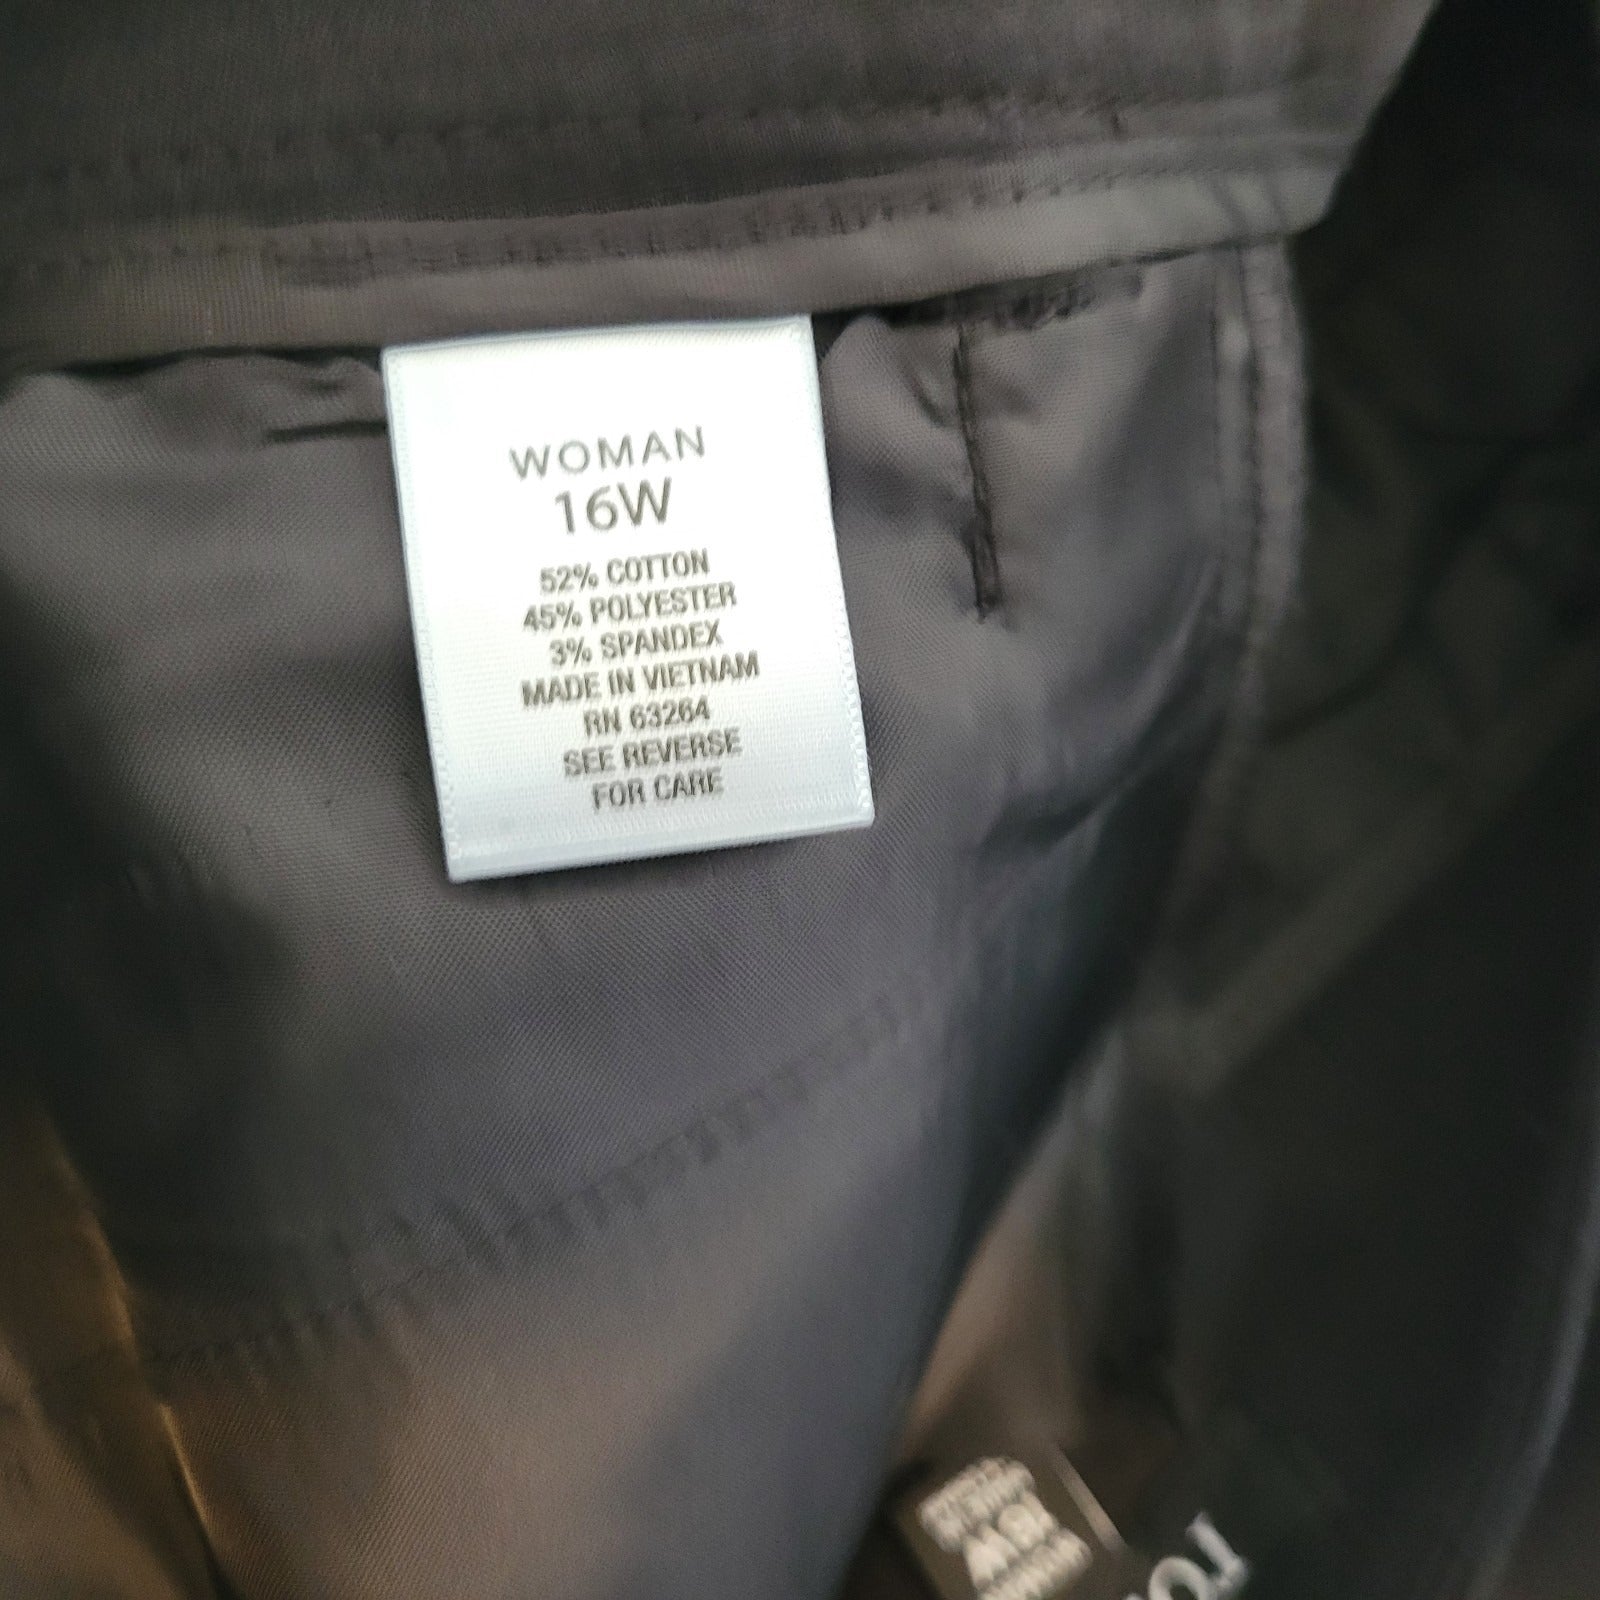 WOMAN
16W
52% COTTON
45% POLYESTER
3% SPANDEX
MADE IN VIETNAM
RN 63264
SEE REVERSE
FOR CARE